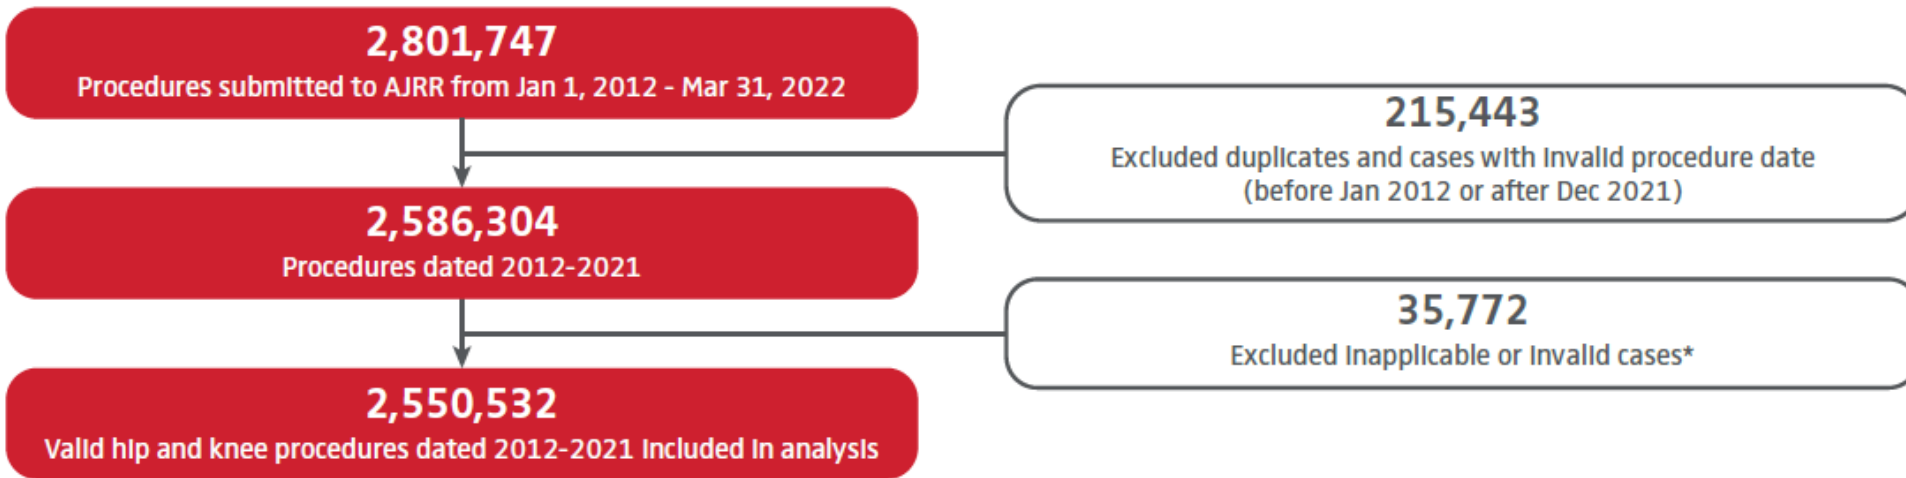 2,801,747
Procedures submitted to AJRR from Jan 1, 2012 - Mar 31, 2022
215,443
Excluded duplicates and cases with Invalid procedure date
(before Jan 2012 or after Dec 2021)
2,586,304
Procedures dated 2012-2021
35,772
Excluded Inapplicable or Invalid cases*
2,550,532
Valid hip and knee procedures dated 2012-2021 Included In analysis